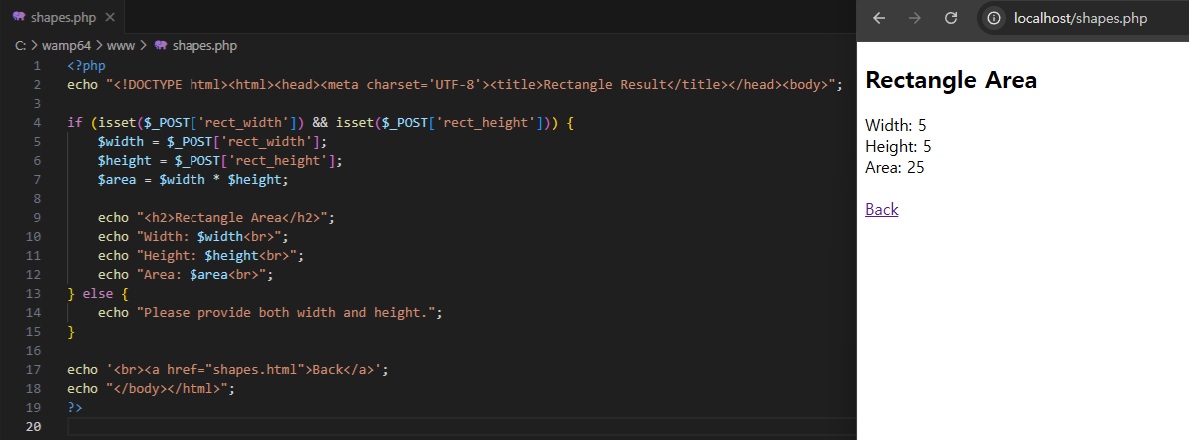 shapes.php
C: > wamp64 > www > shapes.php
1 <?php
2 echo "<!DOCTYPE html><html><head><meta charset='UTF-8'><title>Rectangle Result</title></head><body>";
3
4 if (isset($_POST['rect_width']) && isset($_POST['rect_height'])) {
5     $width = $_POST['rect_width'];
6     $height = $_POST['rect_height'];
7     $area = $width * $height;
8
9     echo "<h2>Rectangle Area</h2>";
10     echo "Width: $width<br>";
11     echo "Height: $height<br>";
12     echo "Area: $area<br>";
13 } else {
14     echo "Please provide both width and height.";
15 }
16
17 echo '<br><a href="shapes.html">Back</a>';
18 echo "</body></html>";
19 ?>
20
localhost/shapes.php
Rectangle Area
Width: 5
Height: 5
Area: 25
Back